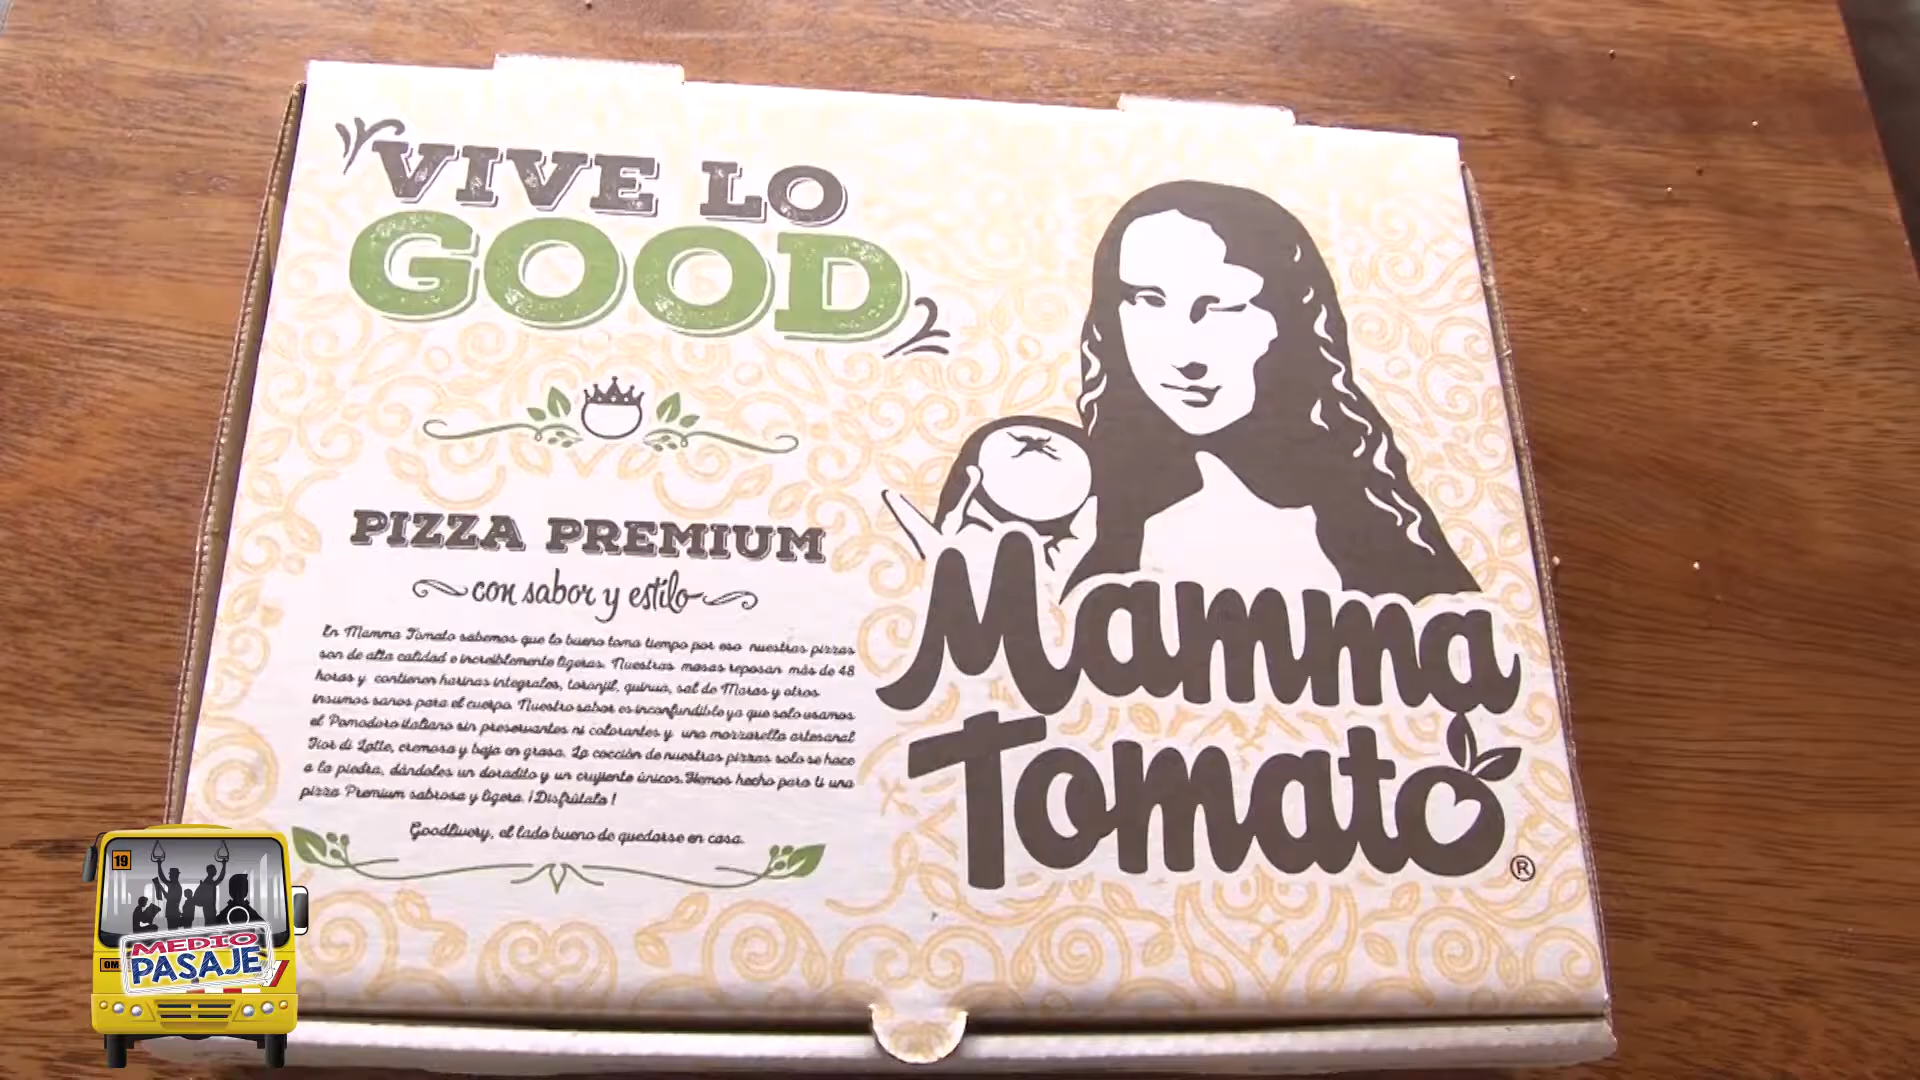 VIVE LO
GOOD
PIZZA PREMIUM
con sabor y estilo
En Mamma Tomato sabemos que lo bueno toma tiempo por eso nuestras pizzas
son de alta calidad e increíblemente ligeras. Nuestras masas reposan más de 48
horas y contienen harinas integrales, toronjil, quinua, sal de Maras y otros
insumos sanos para el cuerpo. Nuestro sabor es inconfundible ya que solo usamos
el Pomodoro italiano sin preservantes ni colorantes y una mozzarella artesanal
Fior di Latte, cremosa y baja en grasa. La cocción de nuestras pizzas solo se hace
a la piedra, dándoles un doradito y un crujiente únicos. Hemos hecho para ti una
pizza Premium sabrosa y ligera. ¡Disfrútala!
Goodlivery, el lado bueno de quedarse en casa.
Mamma
Tomato
®
19
OM
MEDIO
PASAJE